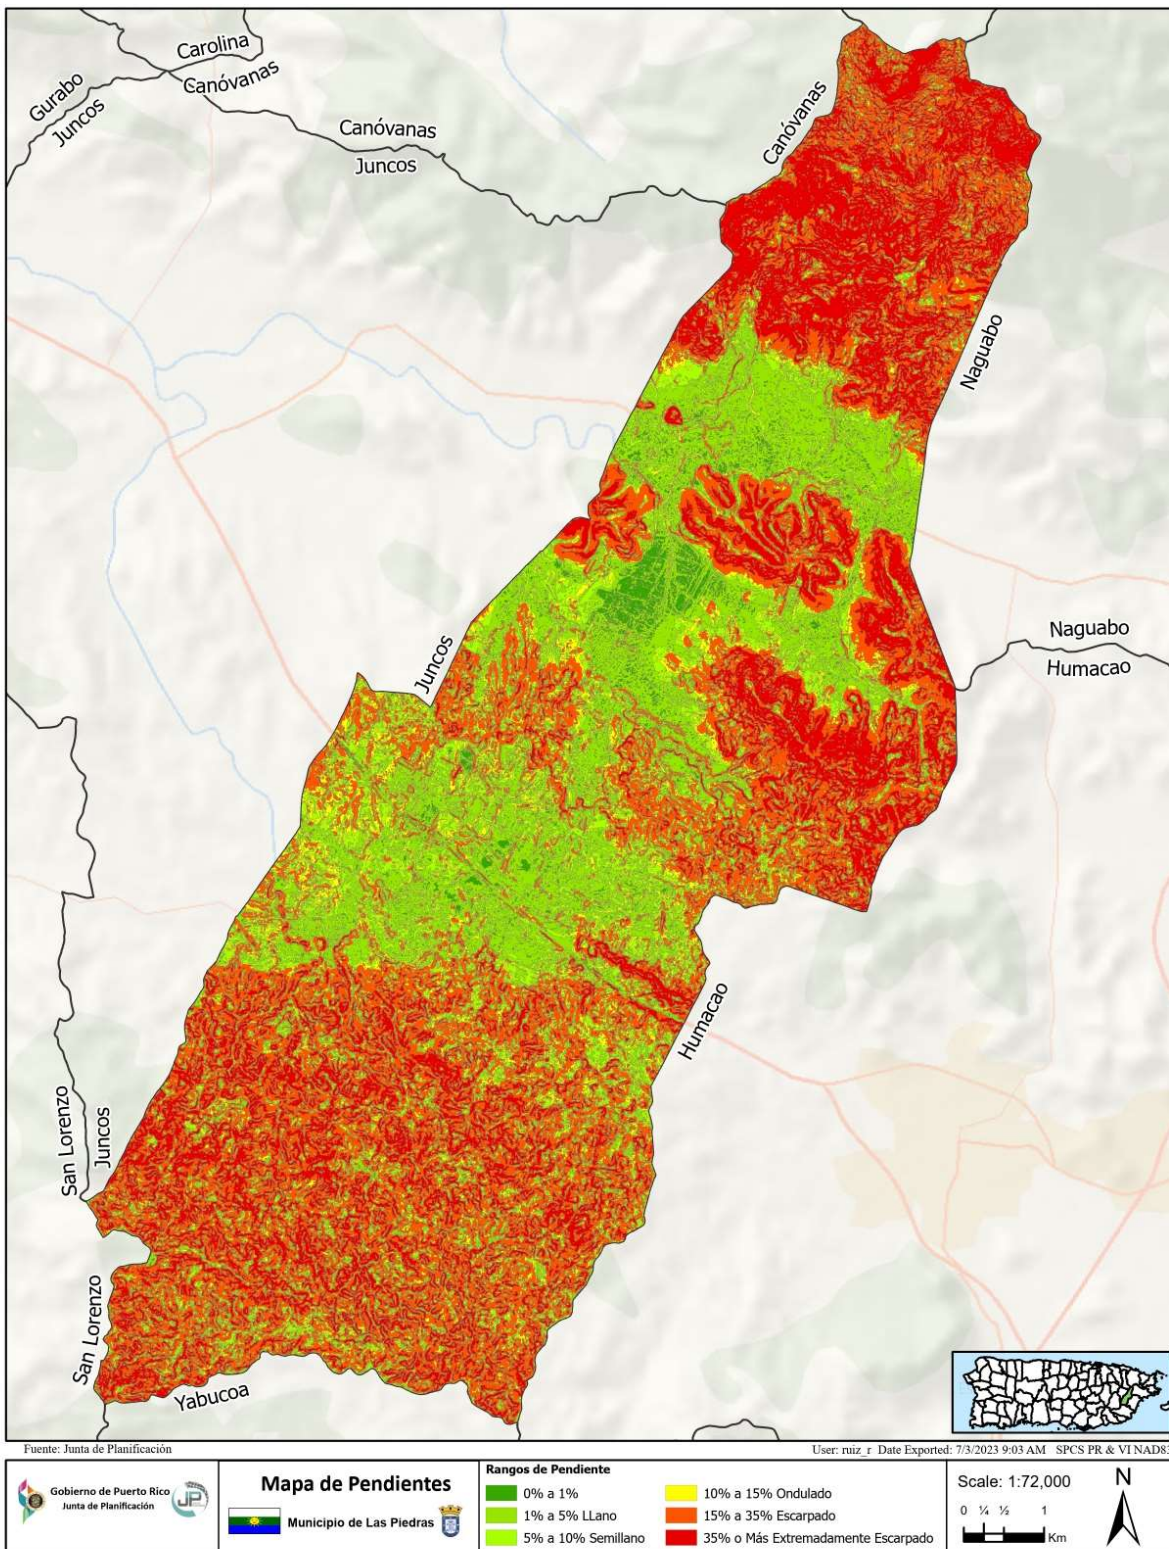 Carolina
Canóvanas
Gurabo
Juncos
Canóvanas
Juncos
Canóvanas
Naguabo
Naguabo
Humacao
Juncos
Humacao
San Lorenzo
Juncos
San Lorenzo
Yabucoa
Fuente: Junta de Planificación
User: ruiz_r Date Exported: 7/3/2023 9:03 AM SPCS PR & VI NAD83
Gobierno de Puerto Rico
Junta de Planificación
JP
Mapa de Pendientes
Municipio de Las Piedras
Rangos de Pendiente
0% a 1%
1% a 5% LLano
5% a 10% Semillano
10% a 15% Ondulado
15% a 35% Escarpado
35% o Más Extremadamente Escarpado
Scale: 1:72,000
0 ¼ ½ 1
Km
N